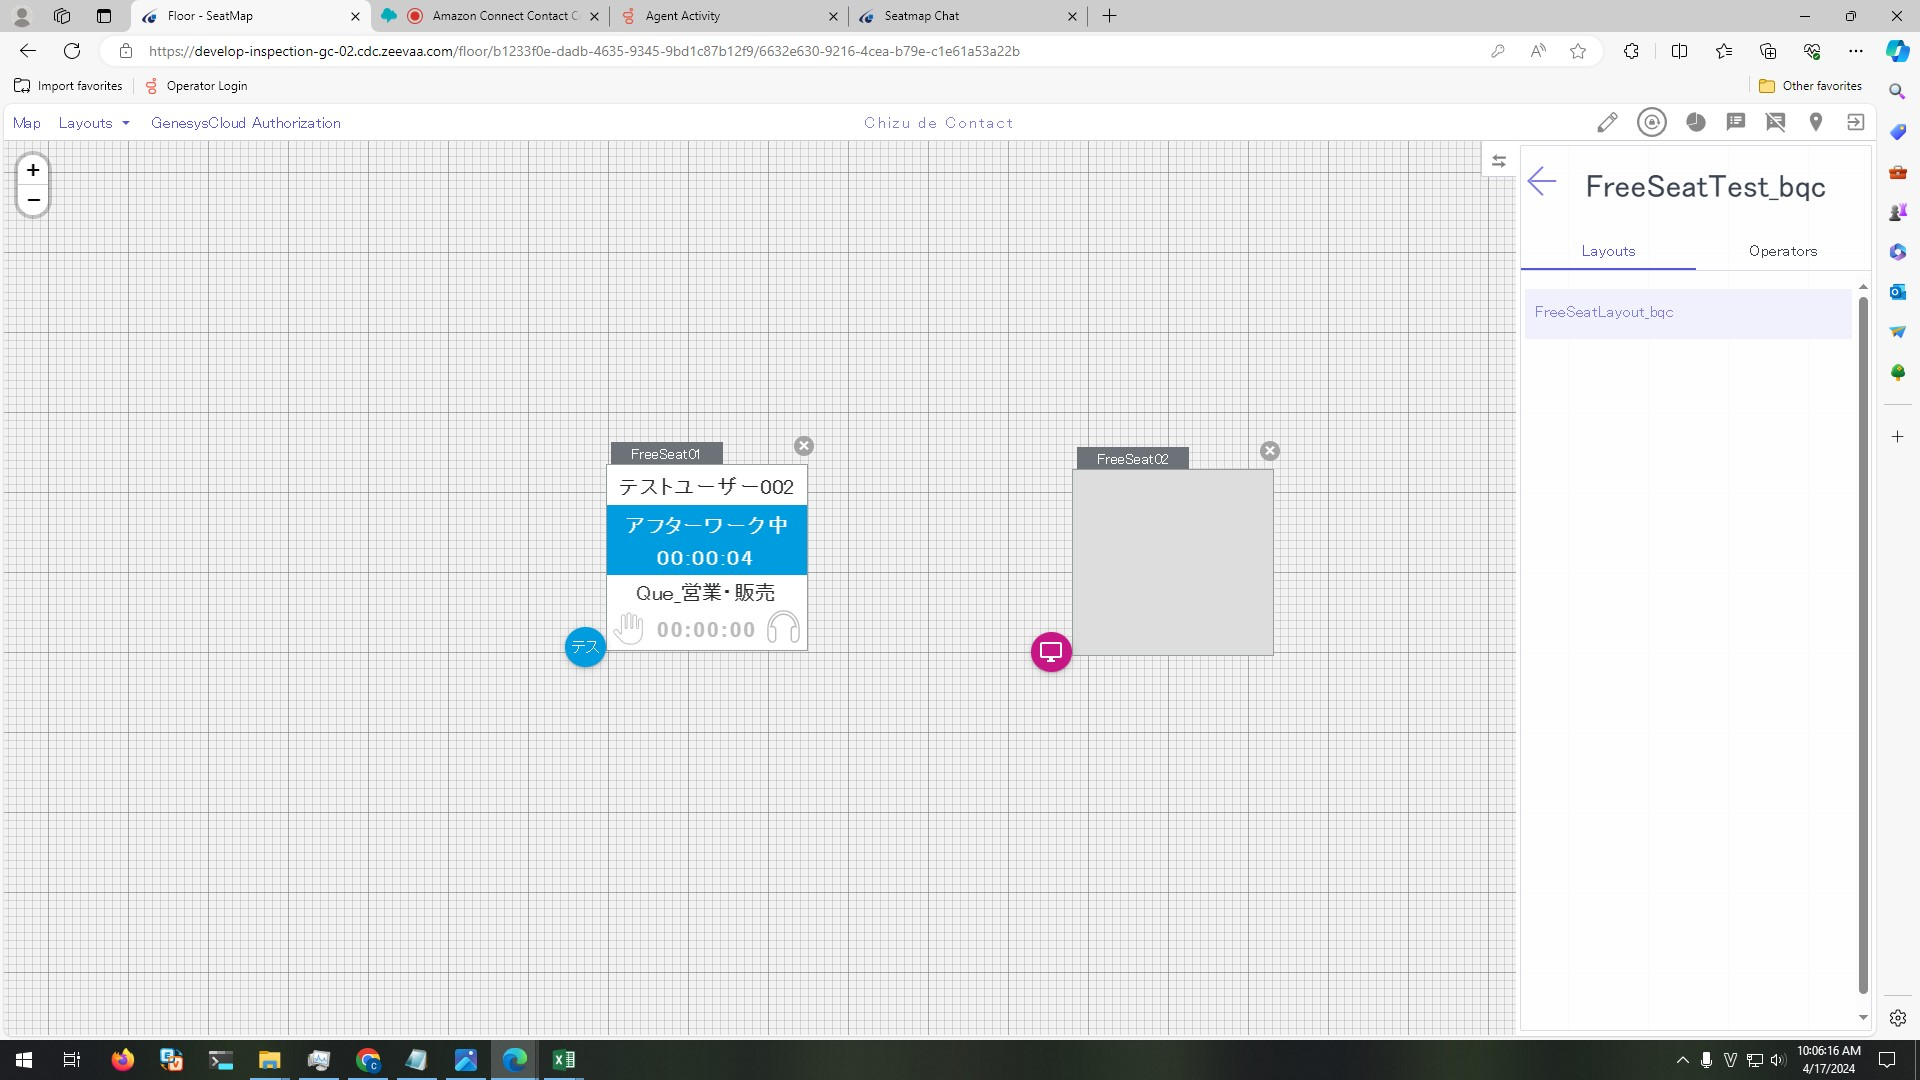 Floor - SeatMap
Amazon Connect Contact C
Agent Activity
Seatmap Chat
https://develop-inspection-gc-02.cdc.zeevaa.com/floor/b1233f0e-dadb-4635-9345-9bd1c87b12f9/6632e630-9216-4cea-b79e-c1e61a53a22b
Import favorites
Operator Login
Other favorites
Map
Layouts
GenesysCloud Authorization
Chizu de Contact
+
−
FreeSeatTest_bqc
Layouts
Operators
FreeSeatLayout_bqc
FreeSeat01
テストユーザー002
アフターワーク中
00:00:04
Que_営業・販売
00:00:00
テス
FreeSeat02
10:06:16 AM
4/17/2024